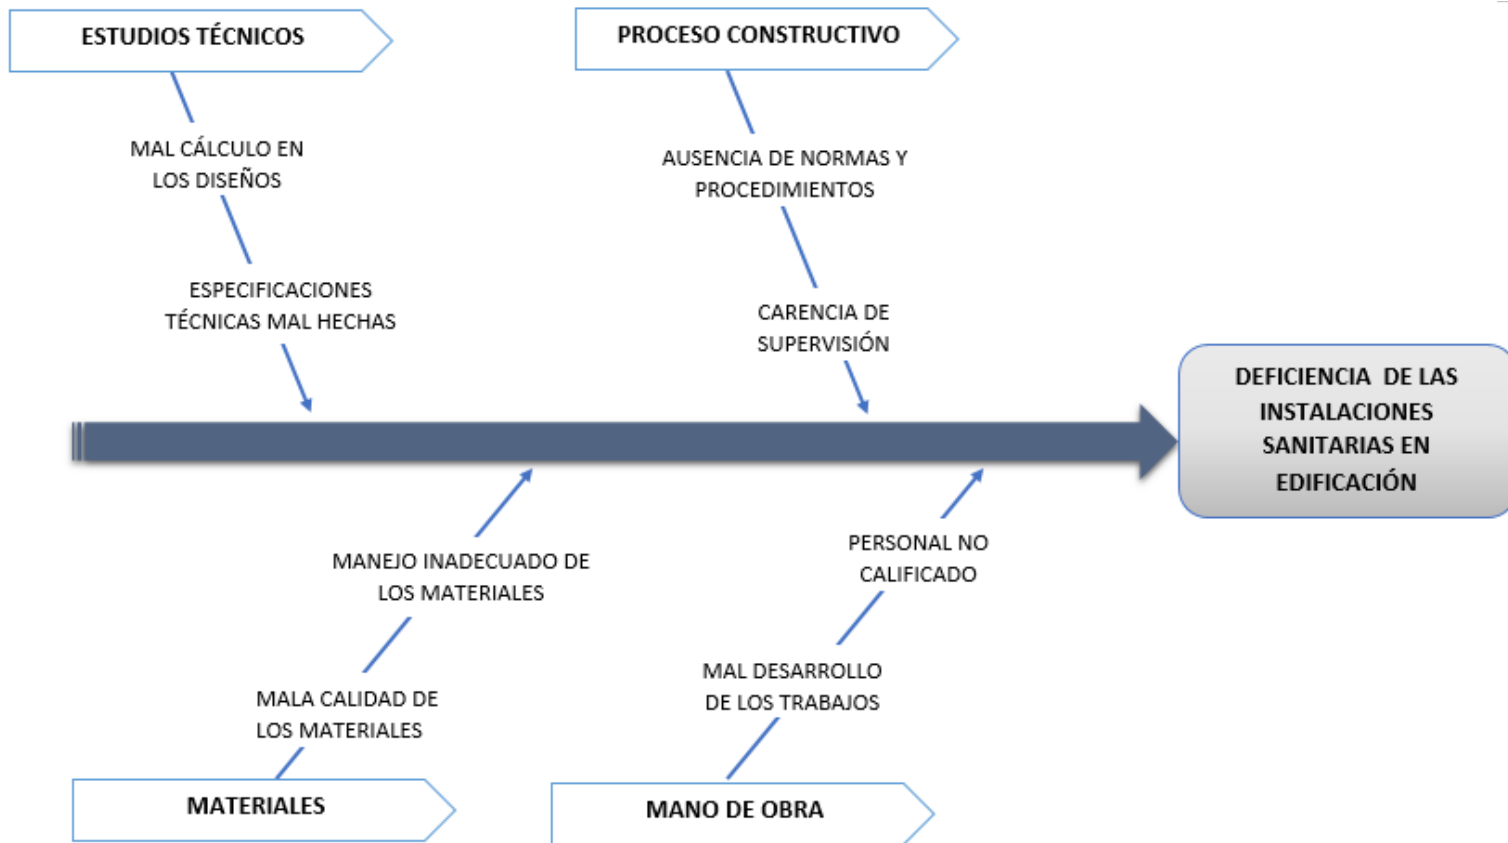 ESTUDIOS TÉCNICOS
PROCESO CONSTRUCTIVO
MAL CÁLCULO EN
LOS DISEÑOS
AUSENCIA DE NORMAS Y
PROCEDIMIENTOS
ESPECIFICACIONES
TÉCNICAS MAL HECHAS
CARENCIA DE
SUPERVISIÓN
DEFICIENCIA DE LAS
INSTALACIONES
SANITARIAS EN
EDIFICACIÓN
MANEJO INADECUADO DE
LOS MATERIALES
PERSONAL NO
CALIFICADO
MALA CALIDAD DE
LOS MATERIALES
MAL DESARROLLO
DE LOS TRABAJOS
MATERIALES
MANO DE OBRA